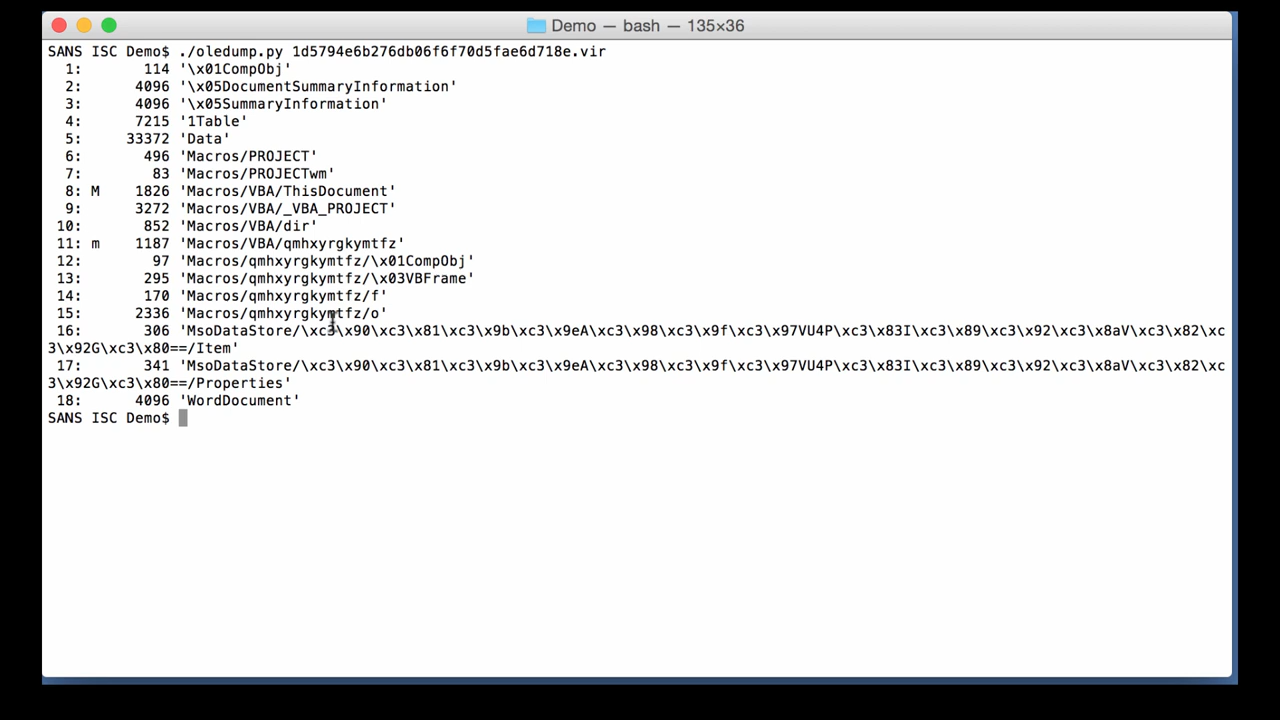 Demo — bash — 135×36
SANS ISC Demo$ ./oledump.py 1d5794e6b276db06f6f70d5fae6d718e.vir
1: 114 '\x01CompObj'
2: 4096 '\x05DocumentSummaryInformation'
3: 4096 '\x05SummaryInformation'
4: 7215 '1Table'
5: 33372 'Data'
6: 496 'Macros/PROJECT'
7: 83 'Macros/PROJECTwm'
8: M 1826 'Macros/VBA/ThisDocument'
9: 3272 'Macros/VBA/_VBA_PROJECT'
10: 852 'Macros/VBA/dir'
11: m 1187 'Macros/VBA/qmhxyrgkymtfz'
12: 97 'Macros/qmhxyrgkymtfz/\x01CompObj'
13: 295 'Macros/qmhxyrgkymtfz/\x03VBFrame'
14: 170 'Macros/qmhxyrgkymtfz/f'
15: 2336 'Macros/qmhxyrgkymtfz/o'
16: 306 'MsoDataStore/\xc3\x90\xc3\x81\xc3\x9b\xc3\x9eA\xc3\x98\xc3\x9f\xc3\x97VU4P\xc3\x83I\xc3\x89\xc3\x92\xc3\x8aV\xc3\x82\xc
3\x92G\xc3\x80==/Item'
17: 341 'MsoDataStore/\xc3\x90\xc3\x81\xc3\x9b\xc3\x9eA\xc3\x98\xc3\x9f\xc3\x97VU4P\xc3\x83I\xc3\x89\xc3\x92\xc3\x8aV\xc3\x82\xc
3\x92G\xc3\x80==/Properties'
18: 4096 'WordDocument'
SANS ISC Demo$